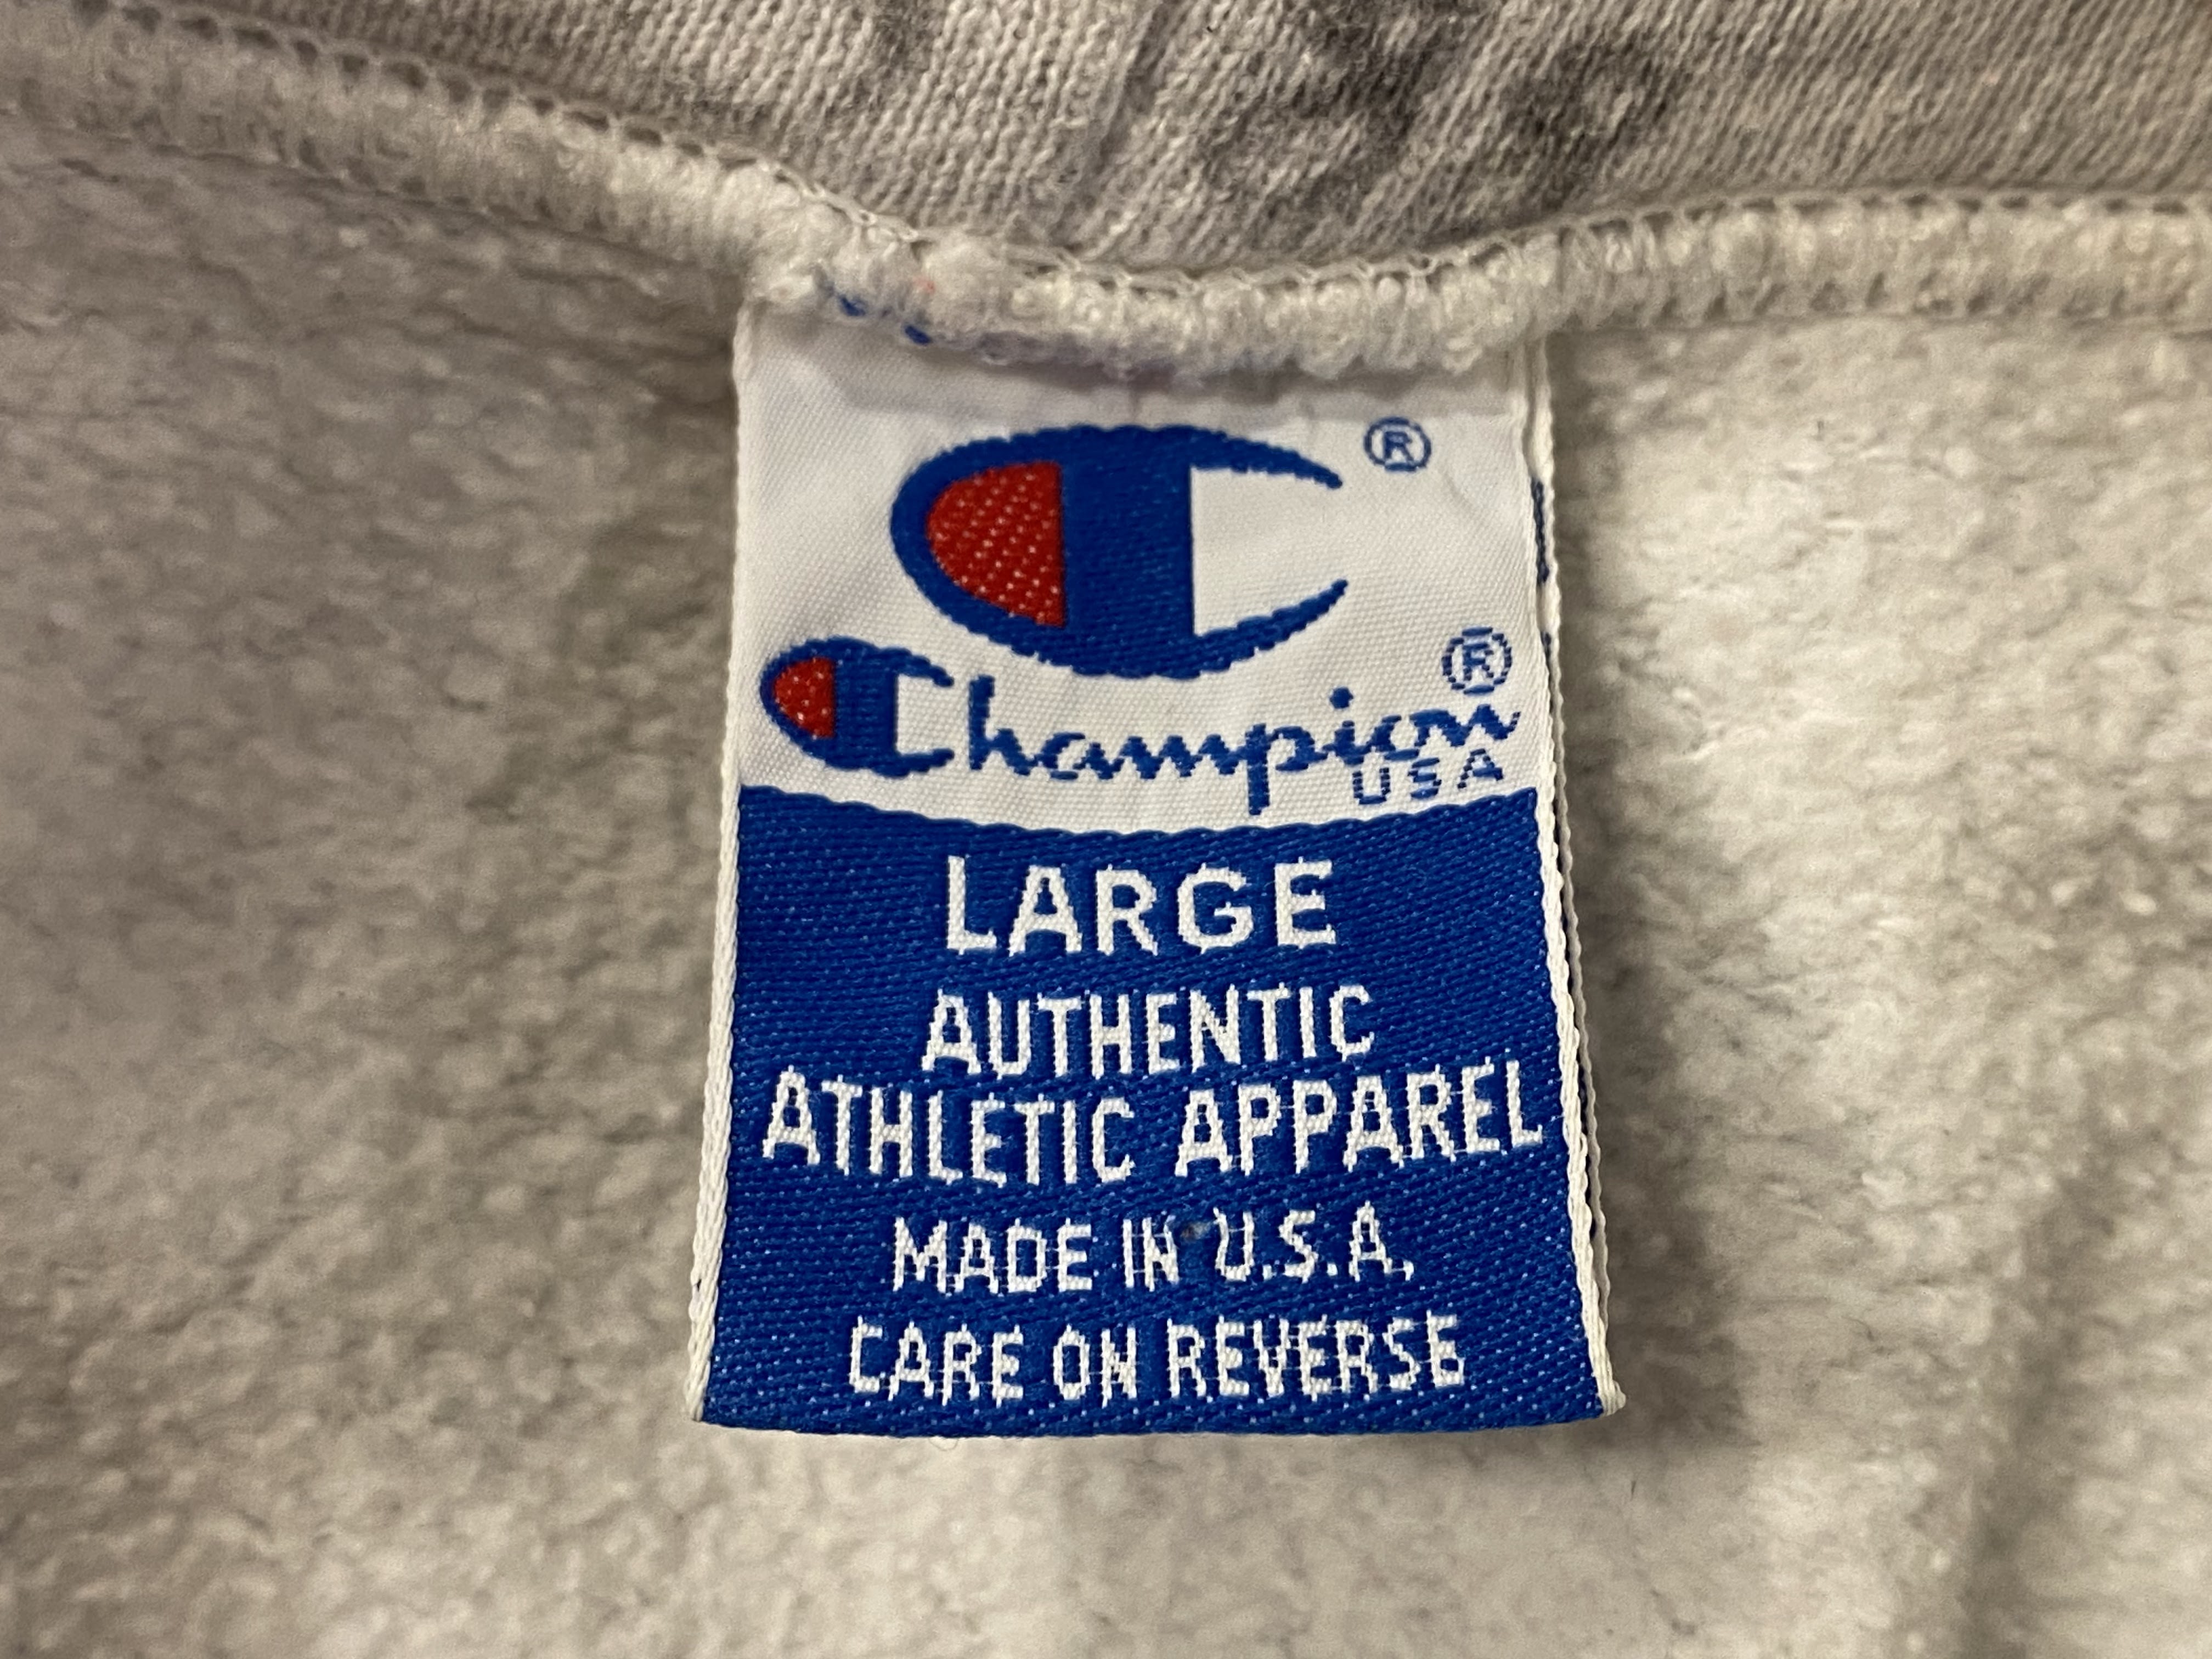 C ®
Champion ®
USA
LARGE
AUTHENTIC
ATHLETIC APPAREL
MADE IN U.S.A.
CARE ON REVERSE